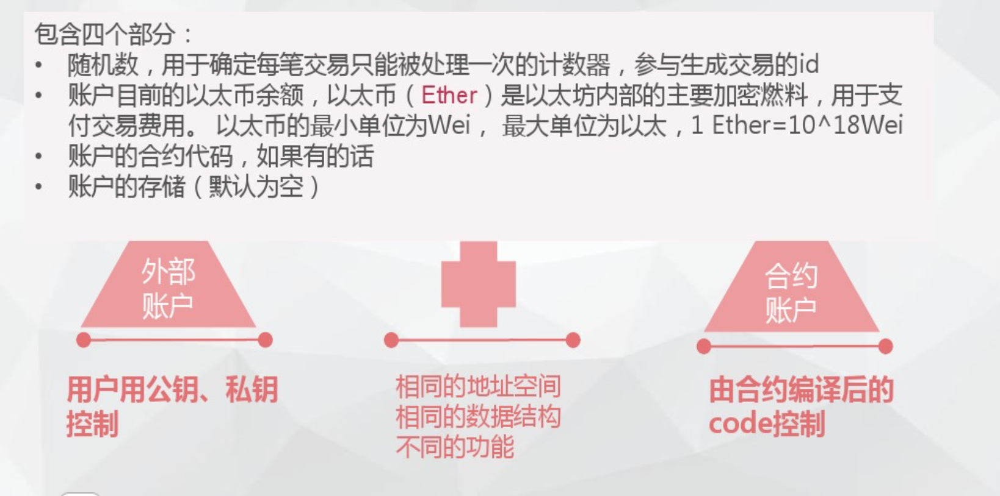 包含四个部分：
• 随机数，用于确定每笔交易只能被处理一次的计数器，参与生成交易的id
• 账户目前的以太币余额，以太币（Ether）是以太坊内部的主要加密燃料，用于支
付交易费用。 以太币的最小单位为Wei， 最大单位为以太，1 Ether=10^18Wei
• 账户的合约代码，如果有的话
• 账户的存储（默认为空）
外部
账户
合约
账户
用户用公钥、私钥
控制
相同的地址空间
相同的数据结构
不同的功能
由合约编译后的
code控制